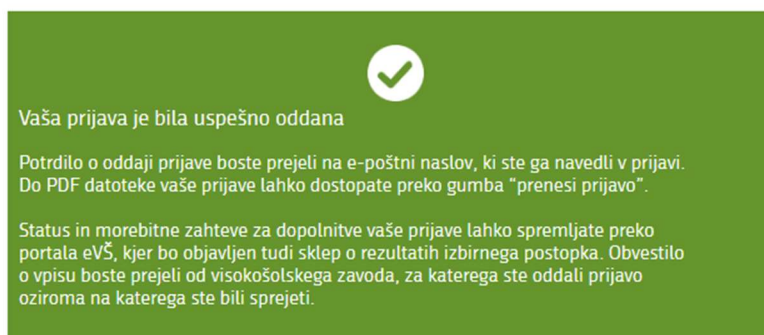 Vaša prijava je bila uspešno oddana
Potrdilo o oddaji prijave boste prejeli na e-poštni naslov, ki ste ga navedli v prijavi.
Do PDF datoteke vaše prijave lahko dostopate preko gumba “prenesi prijavo”.
Status in morebitne zahteve za dopolnitve vaše prijave lahko spremljate preko
portala eVŠ, kjer bo objavljen tudi sklep o rezultatih izbirnega postopka. Obvestilo
o vpisu boste prejeli od visokošolskega zavoda, za katerega ste oddali prijavo
oziroma na katerega ste bili sprejeti.